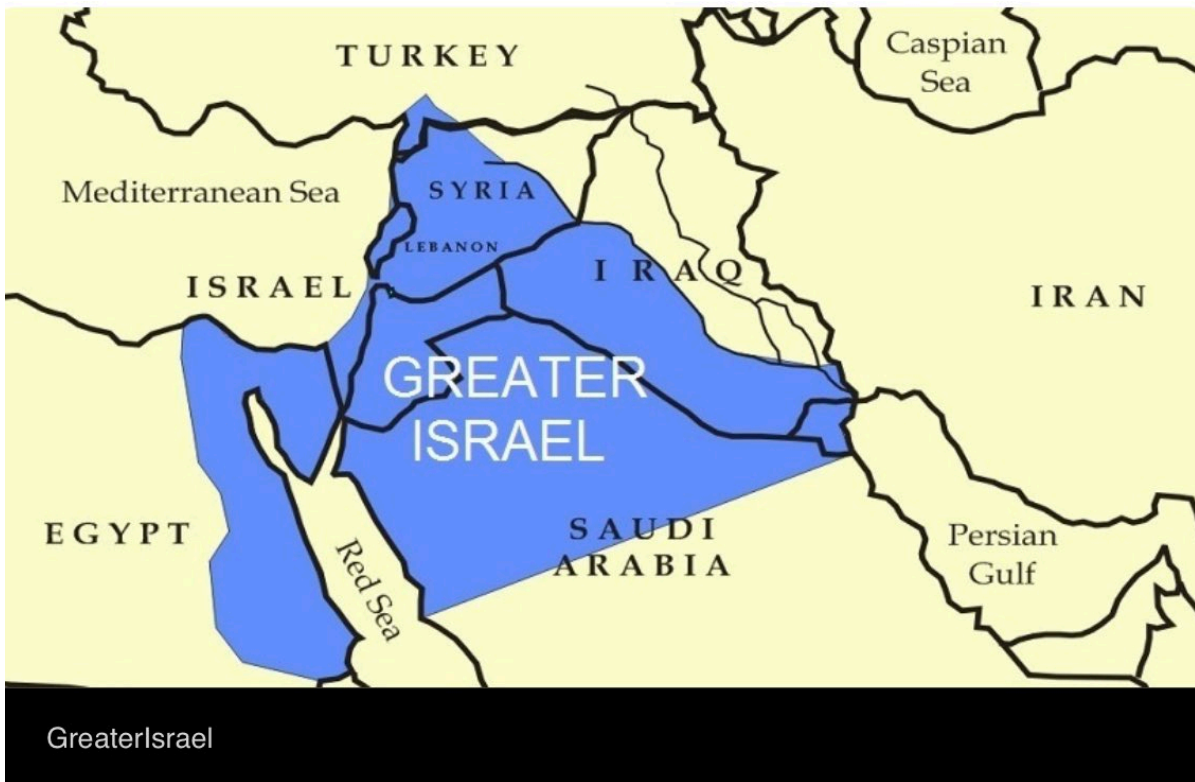 TURKEY
Caspian
Sea
Mediterranean Sea
SYRIA
LEBANON
ISRAEL
IRAQ
IRAN
GREATER
ISRAEL
EGYPT
Red Sea
SAUDI
ARABIA
Persian
Gulf
GreaterIsrael